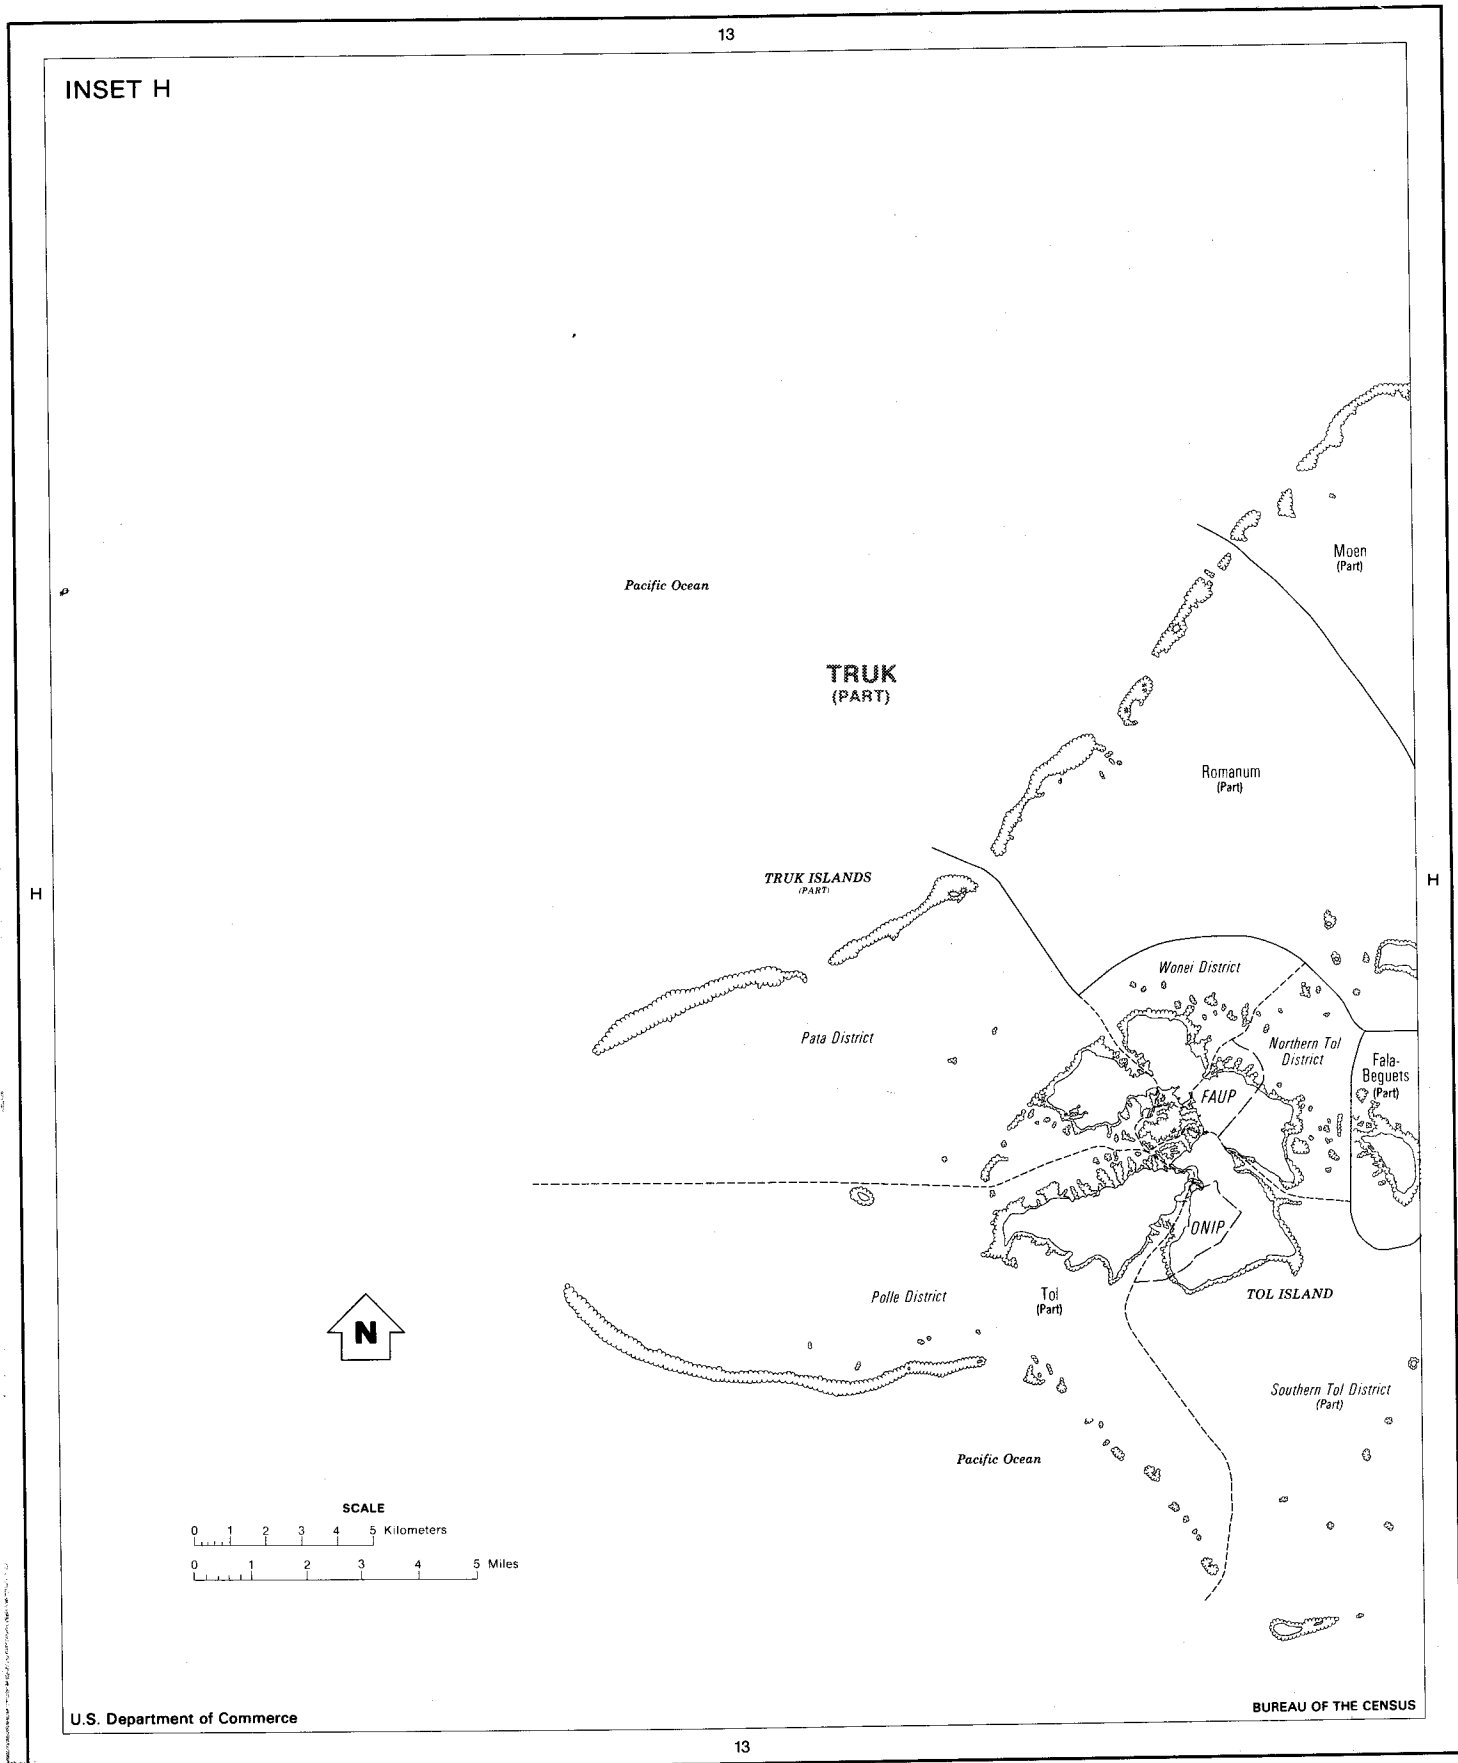 13
INSET H
Moen
(Part)
Pacific Ocean
TRUK
(PART)
Romanum
(Part)
TRUK ISLANDS
(PART)
H
H
Wonei District
Pata District
Northern Tol
District
Fala-
Beguets
(Part)
FAUP
ONIP
Polle District
Tol
(Part)
TOL ISLAND
N
Southern Tol District
(Part)
Pacific Ocean
SCALE
0 1 2 3 4 5 Kilometers
0 1 2 3 4 5 Miles
U.S. Department of Commerce
BUREAU OF THE CENSUS
13